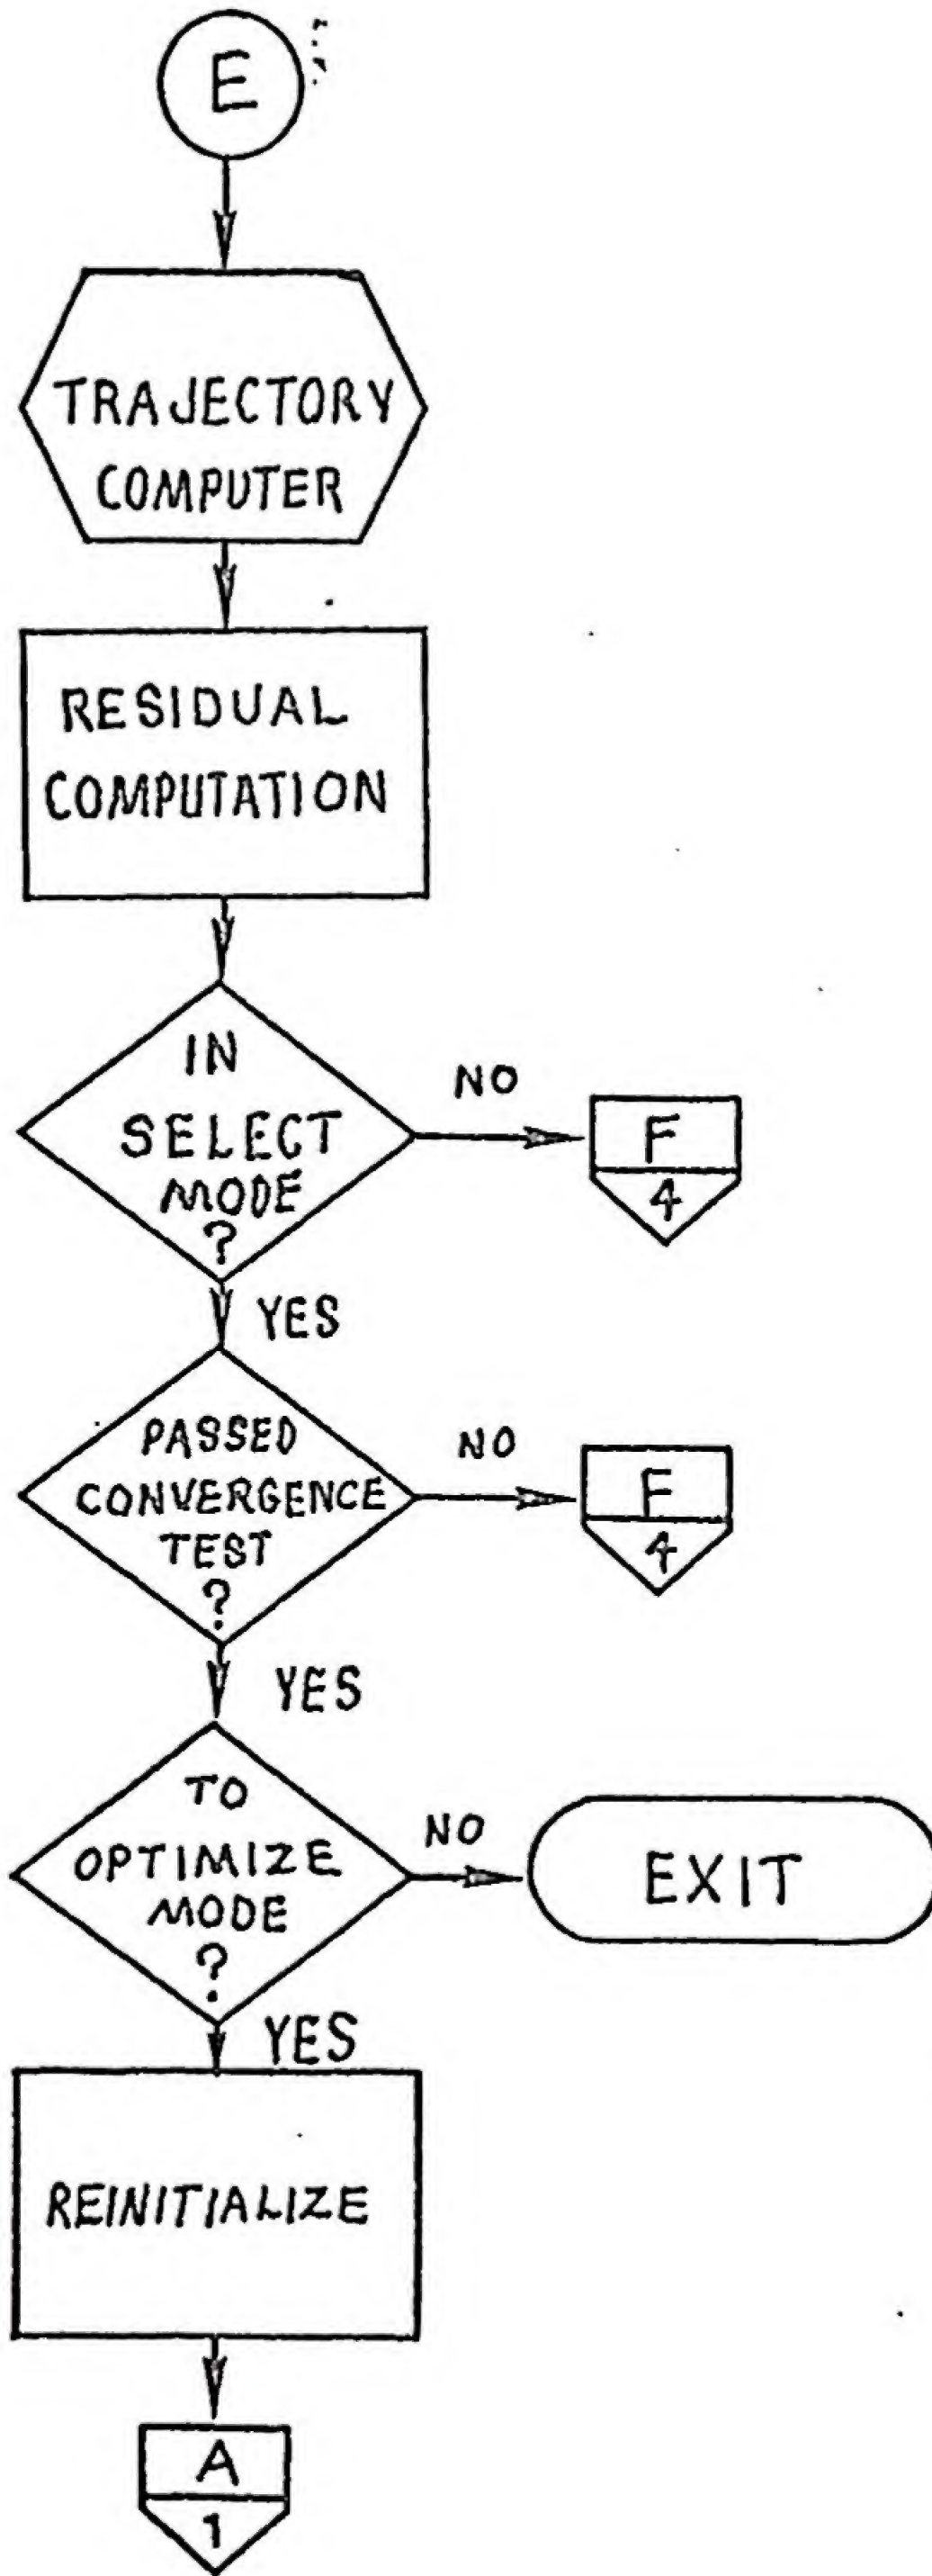 E
TRAJECTORY
COMPUTER
RESIDUAL
COMPUTATION
IN
SELECT
MODE
?
NO
F
4
YES
PASSED
CONVERGENCE
TEST
?
NO
F
4
YES
TO
OPTIMIZE
MODE
?
NO
EXIT
YES
REINITIALIZE
A
1